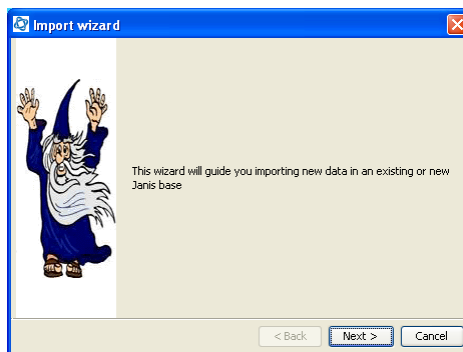 Import wizard
This wizard will guide you importing new data in an existing or new
Janis base
< Back
Next >
Cancel